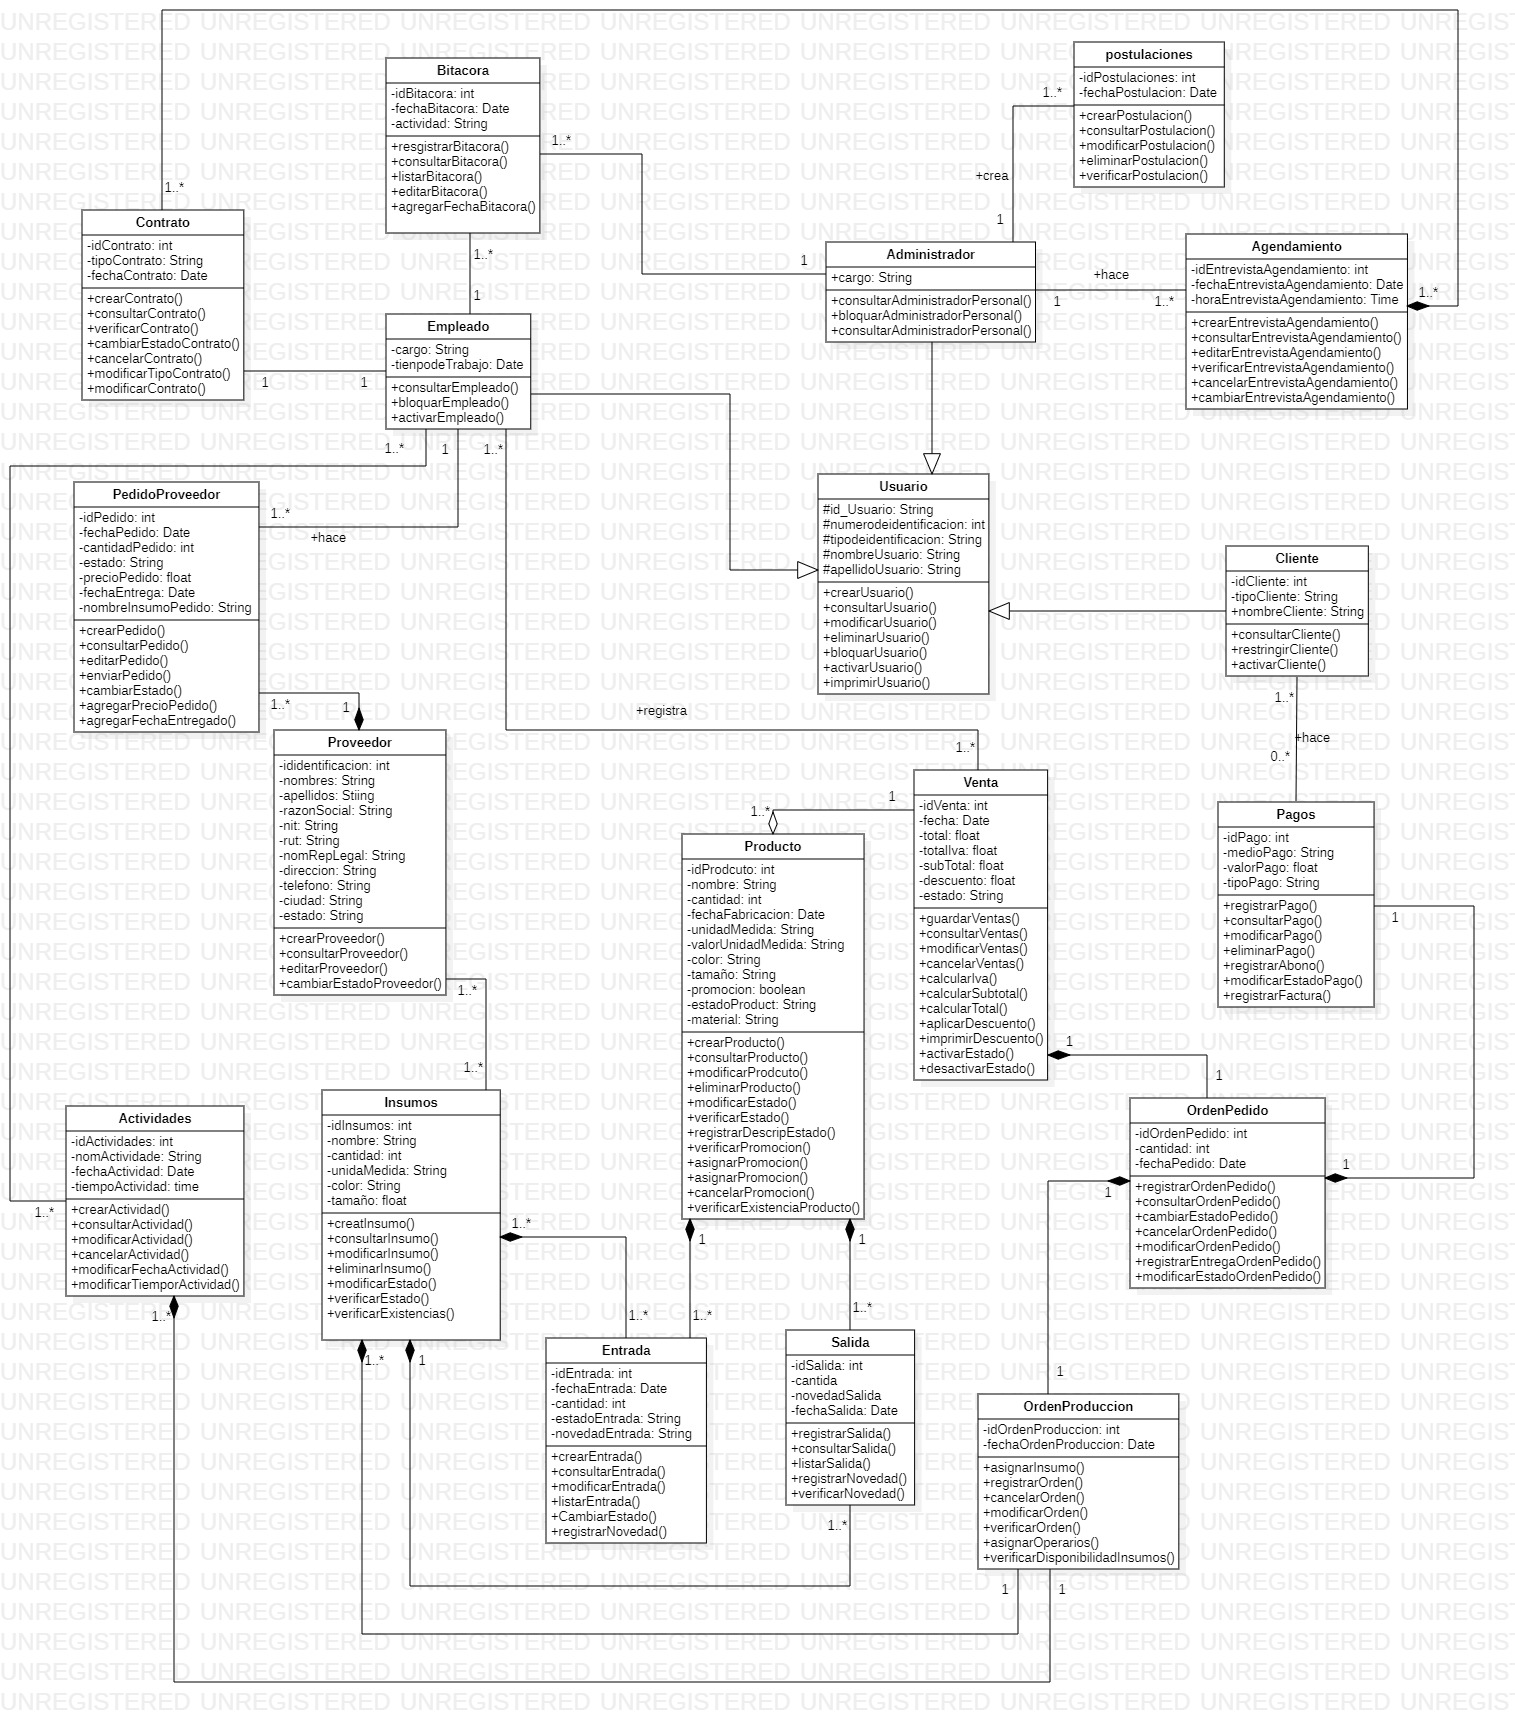 Bitacora
-idBitacora: int
-fechaBitacora: Date
-actividad: String
+resgistrarBitacora()
+consultarBitacora()
+listarBitacora()
+editarBitacora()
+agregarFechaBitacora()
1..*
1..*
1
postulaciones
-idPostulaciones: int
-fechaPostulacion: Date
+crearPostulacion()
+consultarPostulacion()
+modificarPostulacion()
+eliminarPostulacion()
+verificarPostulacion()
1..*
+crea
1
1..*
Contrato
-idContrato: int
-tipoContrato: String
-fechaContrato: Date
+crearContrato()
+consultarContrato()
+verificarContrato()
+cambiarEstadoContrato()
+cancelarContrato()
+modificarTipoContrato()
+modificarContrato()
1
1
Administrador
+cargo: String
+consultarAdministradorPersonal()
+bloquarAdministradorPersonal()
+consultarAdministradorPersonal()
1
+hace
1
1..*
Agendamiento
-idEntrevistaAgendamiento: int
-fechaEntrevistaAgendamiento: Date
-horaEntrevistaAgendamiento: Time
+crearEntrevistaAgendamiento()
+consultarEntrevistaAgendamiento()
+editarEntrevistaAgendamiento()
+verificarEntrevistaAgendamiento()
+cancelarEntrevistaAgendamiento()
+cambiarEntrevistaAgendamiento()
1..*
Empleado
-cargo: String
-tienpodeTrabajo: Date
+consultarEmpleado()
+bloquarEmpleado()
+activarEmpleado()
1..*
1
1..*
PedidoProveedor
-idPedido: int
-fechaPedido: Date
-cantidadPedido: int
-estado: String
-precioPedido: float
-fechaEntrega: Date
-nombreInsumoPedido: String
+crearPedido()
+consultarPedido()
+editarPedido()
+enviarPedido()
+cambiarEstado()
+agregarPrecioPedido()
+agregarFechaEntregado()
1..*
+hace
1..*
1
Usuario
#id_Usuario: String
#numerodeidentificacion: int
#tipodeidentificacion: String
#nombreUsuario: String
#apellidoUsuario: String
+crearUsuario()
+consultarUsuario()
+modificarUsuario()
+eliminarUsuario()
+bloquarUsuario()
+activarUsuario()
+imprimirUsuario()
Cliente
-idCliente: int
-tipoCliente: String
+nombreCliente: String
+consultarCliente()
+restringirCliente()
+activarCliente()
1..*
+hace
0..*
+registra
1..*
Proveedor
-ididentificacion: int
-nombres: String
-apellidos: Stiing
-razonSocial: String
-nit: String
-rut: String
-nomRepLegal: String
-direccion: String
-telefono: String
-ciudad: String
-estado: String
+crearProveedor()
+consultarProveedor()
+editarProveedor()
+cambiarEstadoProveedor()
1..*
1..*
Venta
-idVenta: int
-fecha: Date
-total: float
-totalIva: float
-subTotal: float
-descuento: float
-estado: String
+guardarVentas()
+consultarVentas()
+modificarVentas()
+cancelarVentas()
+calcularIva()
+calcularSubtotal()
+calcularTotal()
+aplicarDescuento()
+imprimirDescuento()
+activarEstado()
+desactivarEstado()
1
1..*
1
1
Pagos
-idPago: int
-medioPago: String
-valorPago: float
-tipoPago: String
+registrarPago()
+consultarPago()
+modificarPago()
+eliminarPago()
+registrarAbono()
+modificarEstadoPago()
+registrarFactura()
1
1
Producto
-idProdcuto: int
-nombre: String
-cantidad: int
-fechaFabricacion: Date
-unidadMedida: String
-valorUnidadMedida: String
-color: String
-tamaño: String
-promocion: boolean
-estadoProduct: String
-material: String
+crearProducto()
+consultarProducto()
+modificarProdcuto()
+eliminarProducto()
+modificarEstado()
+verificarEstado()
+registrarDescripEstado()
+verificarPromocion()
+asignarPromocion()
+asignarPromocion()
+cancelarPromocion()
+verificarExistenciaProducto()
1
1
Insumos
-idInsumos: int
-nombre: String
-cantidad: int
-unidaMedida: String
-color: String
-tamaño: float
+creatInsumo()
+consultarInsumo()
+modificarInsumo()
+eliminarInsumo()
+modificarEstado()
+verificarEstado()
+verificarExistencias()
1..*
1..*
1
Actividades
-idActividades: int
-nomActividade: String
-fechaActividad: Date
-tiempoActividad: time
+crearActividad()
+consultarActividad()
+modificarActividad()
+cancelarActividad()
+modificarFechaActividad()
+modificarTiemporActividad()
1..*
1..*
OrdenPedido
-idOrdenPedido: int
-cantidad: int
-fechaPedido: Date
+registrarOrdenPedido()
+consultarOrdenPedido()
+cambiarEstadoPedido()
+cancelarOrdenPedido()
+modificarOrdenPedido()
+registrarEntregaOrdenPedido()
+modificarEstadoOrdenPedido()
1
1
Entrada
-idEntrada: int
-fechaEntrada: Date
-cantidad: int
-estadoEntrada: String
-novedadEntrada: String
+crearEntrada()
+consultarEntrada()
+modificarEntrada()
+listarEntrada()
+CambiarEstado()
+registrarNovedad()
1..*
1..*
Salida
-idSalida: int
-cantida
-novedadSalida
-fechaSalida: Date
+registrarSalida()
+consultarSalida()
+listarSalida()
+registrarNovedad()
+verificarNovedad()
1..*
1..*
OrdenProduccion
-idOrdenProduccion: int
-fechaOrdenProduccion: Date
+asignarInsumo()
+registrarOrden()
+cancelarOrden()
+modificarOrden()
+verificarOrden()
+asignarOperarios()
+verificarDisponibilidadInsumos()
1
1
UNREGISTERED